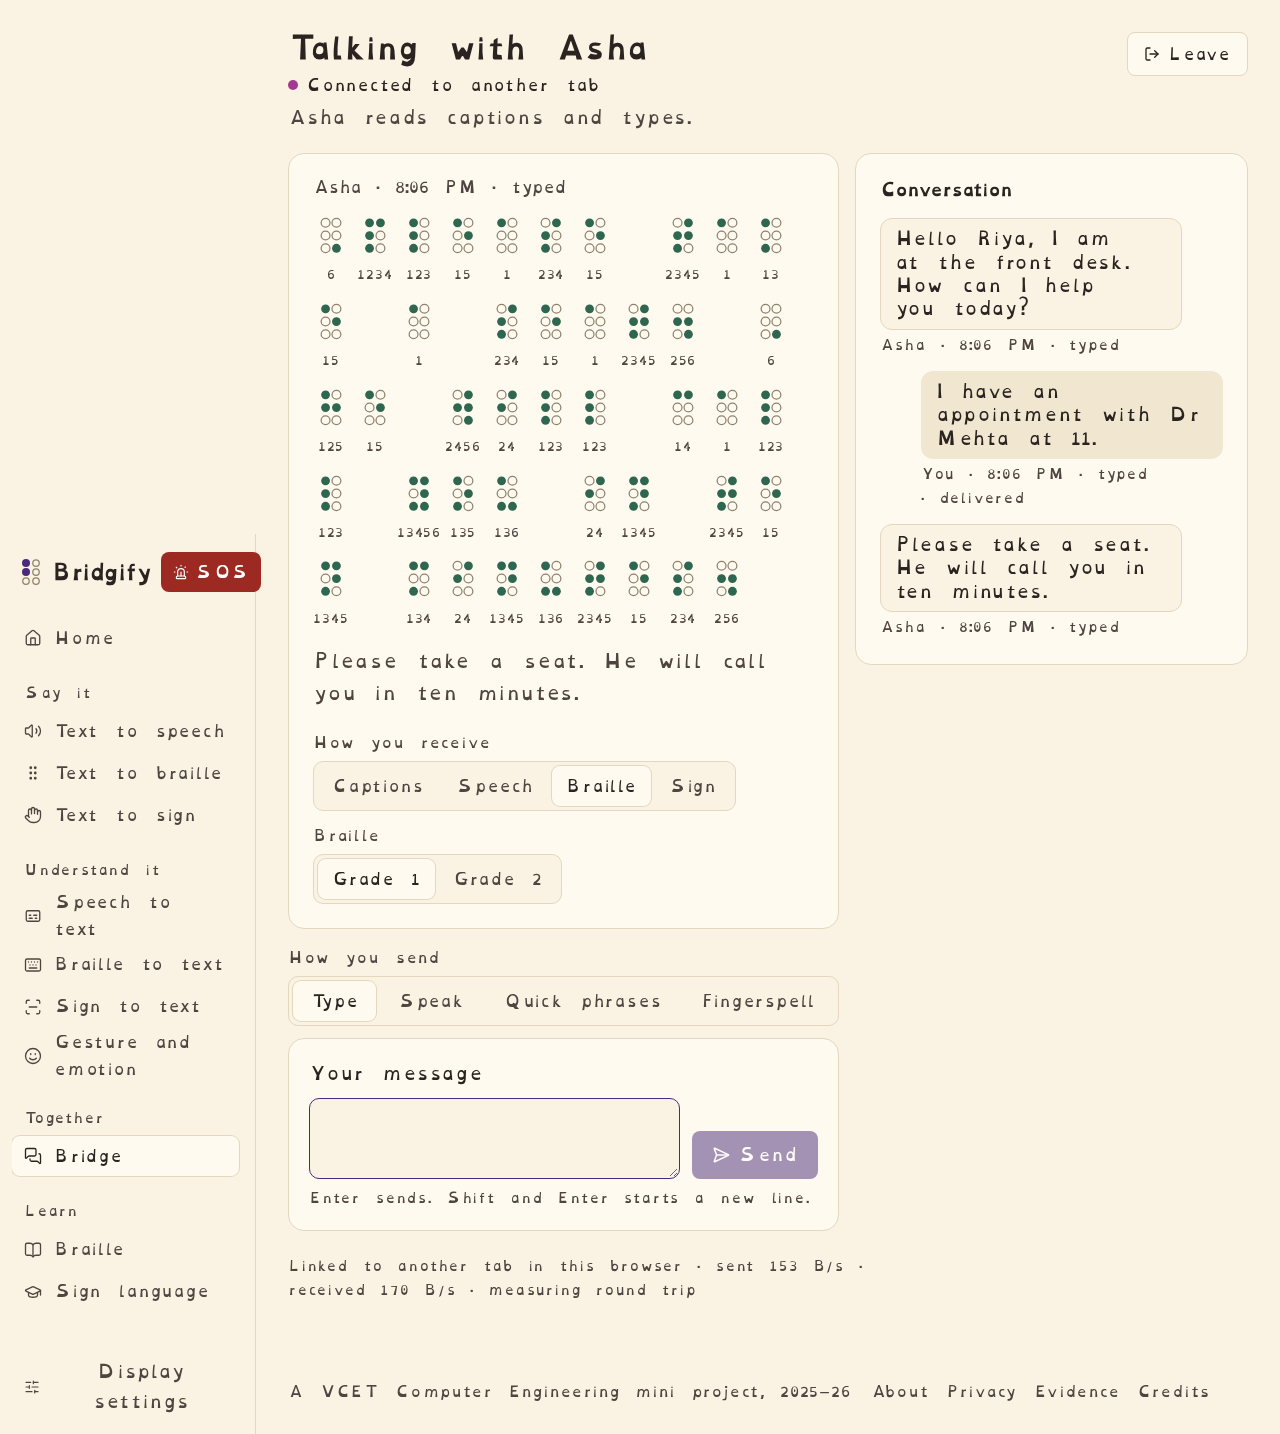 Talking with Asha
Leave
Connected to another tab
Asha reads captions and types.
Asha · 8:06 PM · typed
6 1234 123 15 1 234 15 2345 1 13
15 1 234 15 1 2345 256 6
125 15 2456 24 123 123 14 1 123
123 13456 135 136 24 1345 2345 15
1345 134 24 1345 136 2345 15 234 256
Please take a seat. He will call
you in ten minutes.
How you receive
Captions Speech Braille Sign
Braille
Grade 1 Grade 2
How you send
Type Speak Quick phrases Fingerspell
Your message
Send
Enter sends. Shift and Enter starts a new line.
Linked to another tab in this browser · sent 153 B/s ·
received 170 B/s · measuring round trip
Conversation
Hello Riya, I am
at the front desk.
How can I help
you today?
Asha · 8:06 PM · typed
I have an
appointment with Dr
Mehta at 11.
You · 8:06 PM · typed
· delivered
Please take a seat.
He will call you in
ten minutes.
Asha · 8:06 PM · typed
Bridgify
SOS
Home
Say it
Text to speech
Text to braille
Text to sign
Understand it
Speech to
text
Braille to text
Sign to text
Gesture and
emotion
Together
Bridge
Learn
Braille
Sign language
Display
settings
A VCET Computer Engineering mini project, 2025–26 About Privacy Evidence Credits